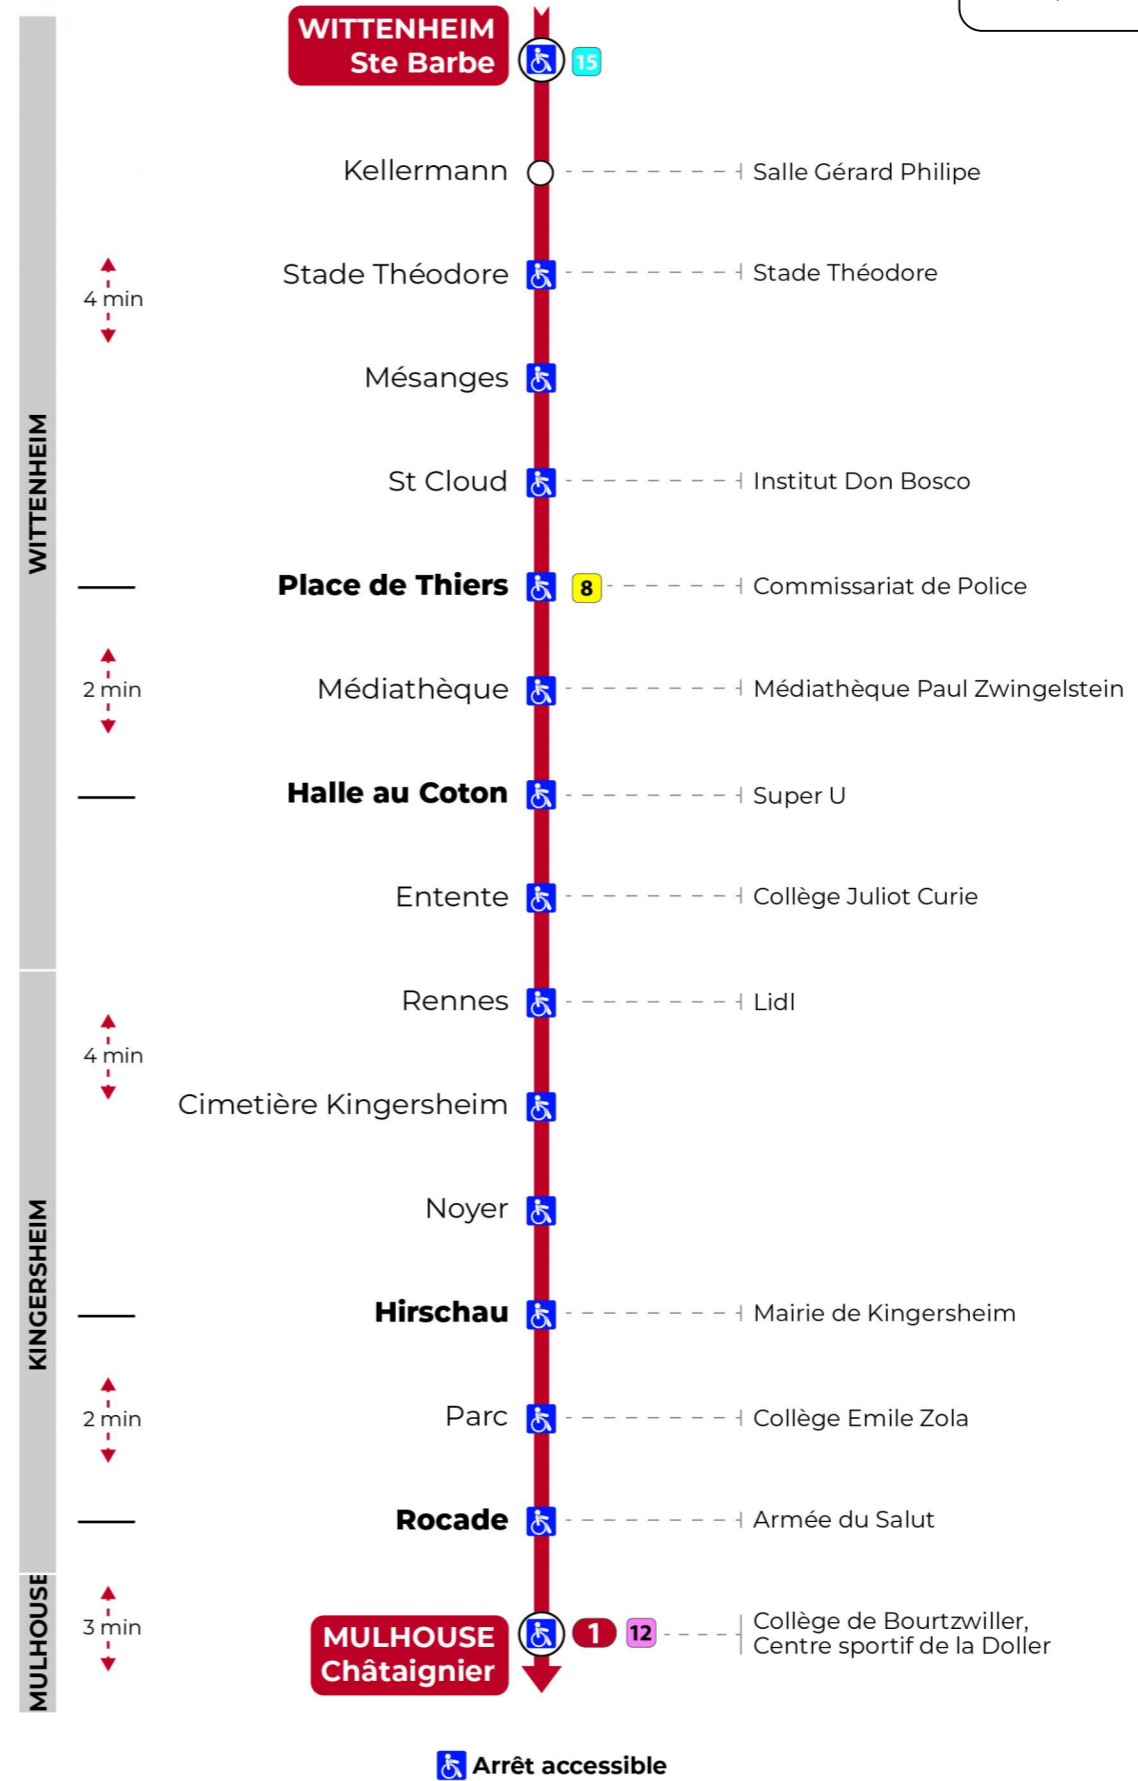 WITTENHEIM
Ste Barbe
15
Kellermann
Salle Gérard Philipe
Stade Théodore
Stade Théodore
4 min
Mésanges
WITTENHEIM
St Cloud
Institut Don Bosco
Place de Thiers
8
Commissariat de Police
2 min
Médiathèque
Médiathèque Paul Zwingelstein
Halle au Coton
Super U
Entente
Collège Juliot Curie
Rennes
Lidl
4 min
Cimetière Kingersheim
Noyer
KINGERSHEIM
Hirschau
Mairie de Kingersheim
2 min
Parc
Collège Emile Zola
Rocade
Armée du Salut
MULHOUSE
3 min
MULHOUSE
Châtaignier
1
12
Collège de Bourtzwiller,
Centre sportif de la Doller
Arrêt accessible